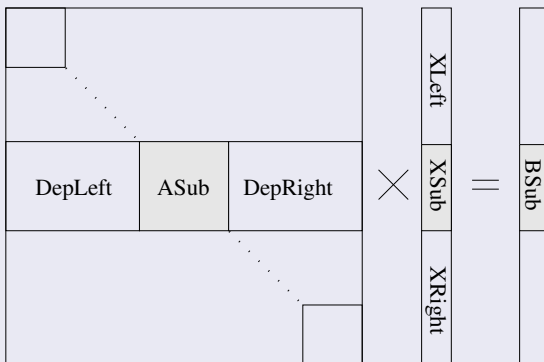 DepLeft
ASub
DepRight
×
XLeft
XSub
XRight
=
BSub